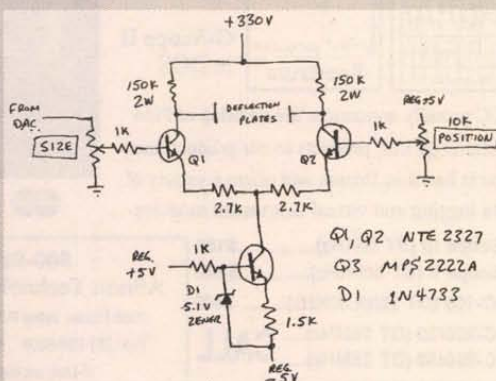 +330V
150K
2W
150K
2W
DEFLECTION
PLATES
FROM
DAC
SIZE
1K
Q1
Q2
1K
REG+5V
10K
POSITION
2.7K
2.7K
REG.
+5V
1K
D1
5.1V
ZENER
1.5K
REG.
-5V
Q1, Q2 NTE 2327
Q3 MPS 2222A
D1 1N4733